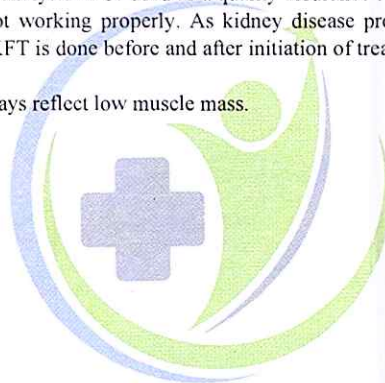 ot working properly. As kidney disease pro
FT is done before and after initiation of trea
ays reflect low muscle mass.